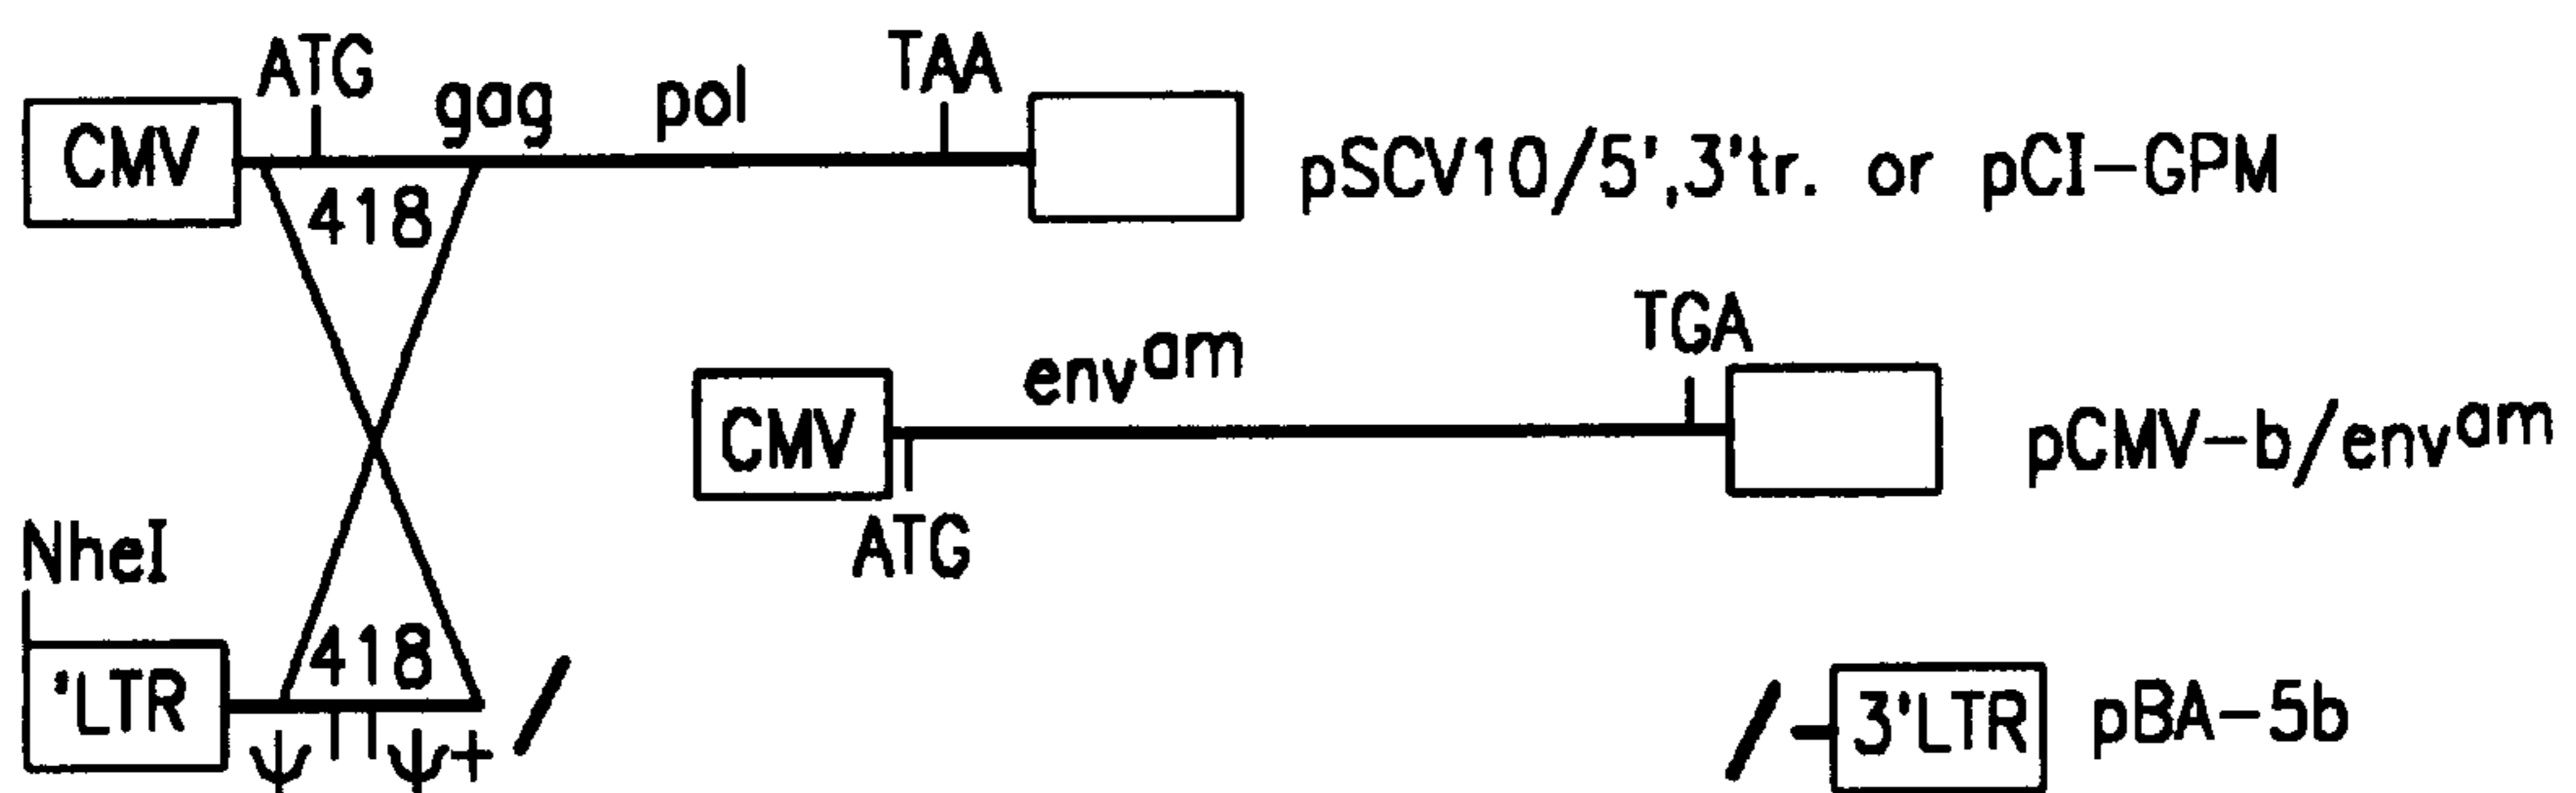 ATG gag pol TAA
CMV
418
pSCV10/5',3'tr. or pCI-GPM
env^am TGA
CMV
pCMV-b/env^am
ATG
NheI
418
'LTR
ψ ψ+
3'LTR pBA-5b